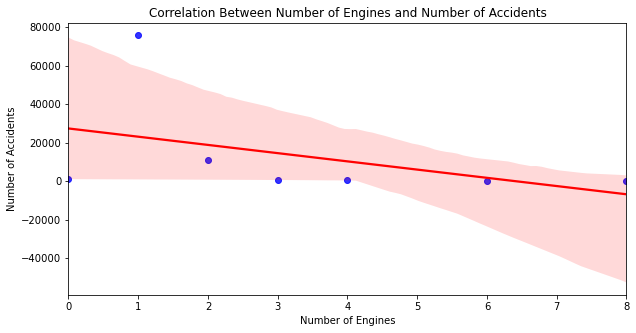 Correlation Between Number of Engines and Number of Accidents
80000
60000
40000
20000
0
−20000
−40000
Number of Accidents
0 1 2 3 4 5 6 7 8
Number of Engines